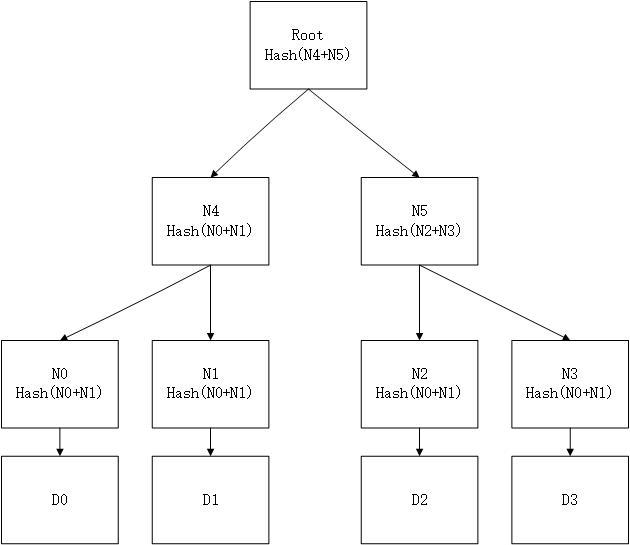 Root
Hash(N4+N5)
N4
Hash(N0+N1)
N5
Hash(N2+N3)
N0
Hash(N0+N1)
N1
Hash(N0+N1)
N2
Hash(N0+N1)
N3
Hash(N0+N1)
D0
D1
D2
D3